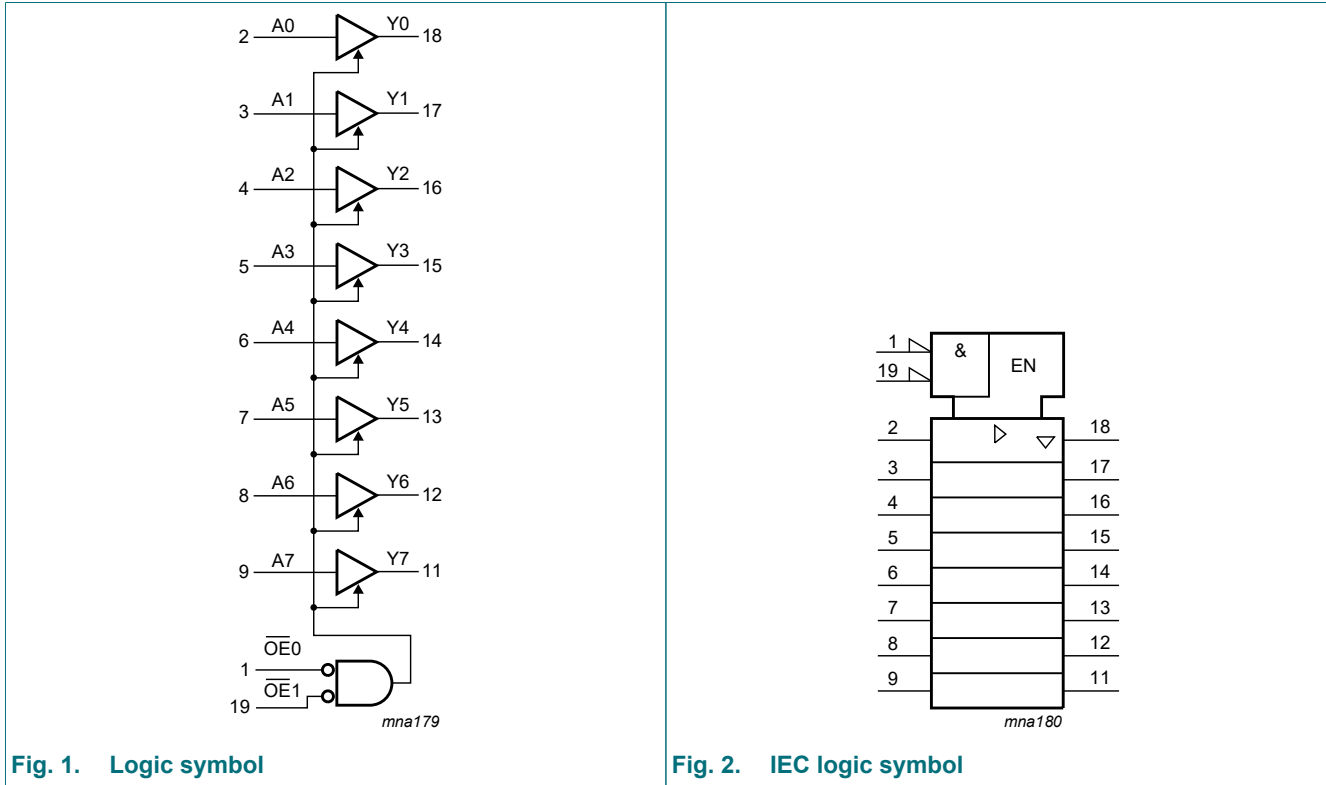 2 A0 Y0 18
3 A1 Y1 17
4 A2 Y2 16
5 A3 Y3 15
6 A4 Y4 14
7 A5 Y5 13
8 A6 Y6 12
9 A7 Y7 11
1 O̅E̅0
19 O̅E̅1
mna179
Fig. 1. Logic symbol
1 & EN
19
2 18
3 17
4 16
5 15
6 14
7 13
8 12
9 11
mna180
Fig. 2. IEC logic symbol